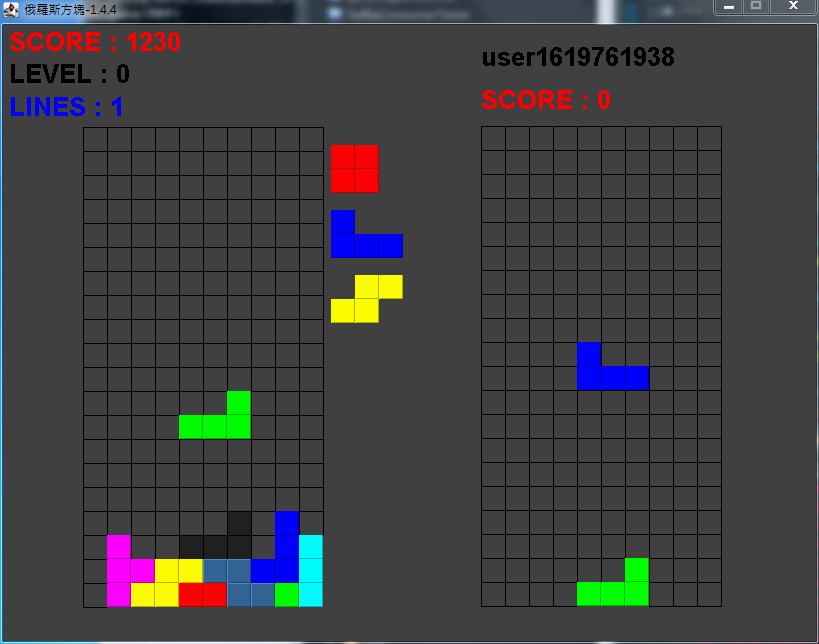 俄羅斯方塊-1.4.4
SCORE : 1230
LEVEL : 0
LINES : 1
user1619761938
SCORE : 0